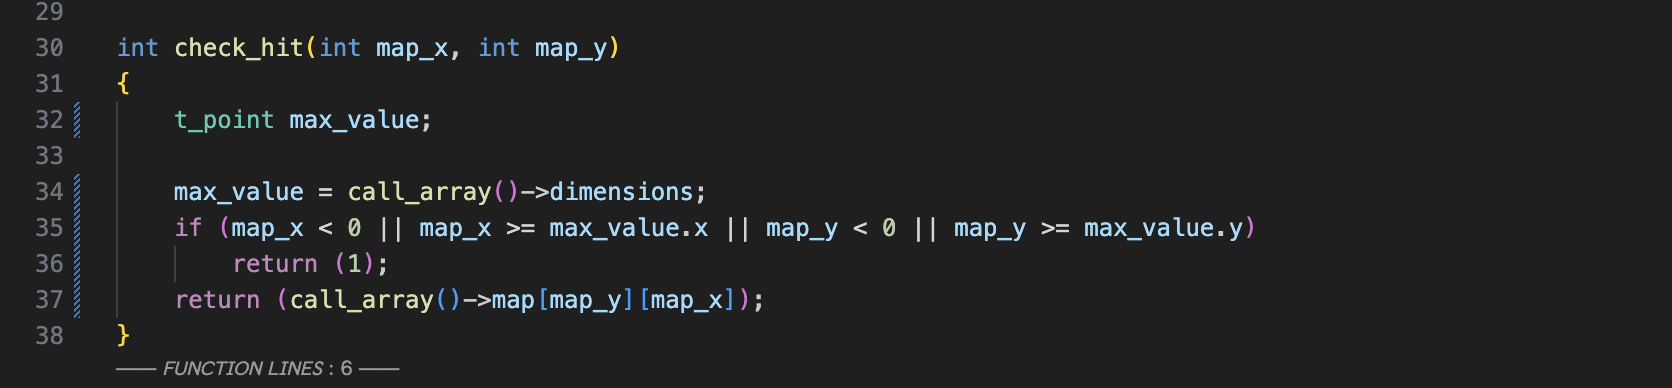 29
30 int check_hit(int map_x, int map_y)
31 {
32 t_point max_value;
33
34 max_value = call_array()->dimensions;
35 if (map_x < 0 || map_x >= max_value.x || map_y < 0 || map_y >= max_value.y)
36 return (1);
37 return (call_array()->map[map_y][map_x]);
38 }
—— FUNCTION LINES : 6 ——